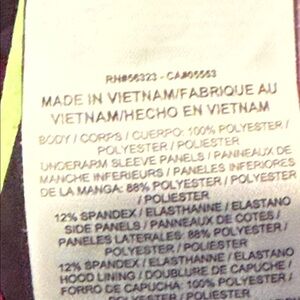 RN#56323 - CA#05553
MADE IN VIETNAM/FABRIQUE AU
VIETNAM/HECHO EN VIETNAM
BODY / CORPS / CUERPO: 100% POLYESTER /
POLYESTER / POLIESTER
UNDERARM SLEEVE PANELS / PANNEAUX DE
MANCHE INFERIEURS / PANELES INFERIORES
DE LA MANGA: 88% POLYESTER / POLYESTER
/ POLIESTER
12% SPANDEX / ELASTHANNE / ELASTANO
SIDE PANELS / PANNEAUX DE COTES /
PANELES LATERALES: 88% POLYESTER /
POLYESTER / POLIESTER
12% SPANDEX / ELASTHANNE / ELASTANO
HOOD LINING / DOUBLURE DE CAPUCHE /
FORRO DE CAPUCHA: 100% POLYESTER /
POLYESTER / POLIESTER